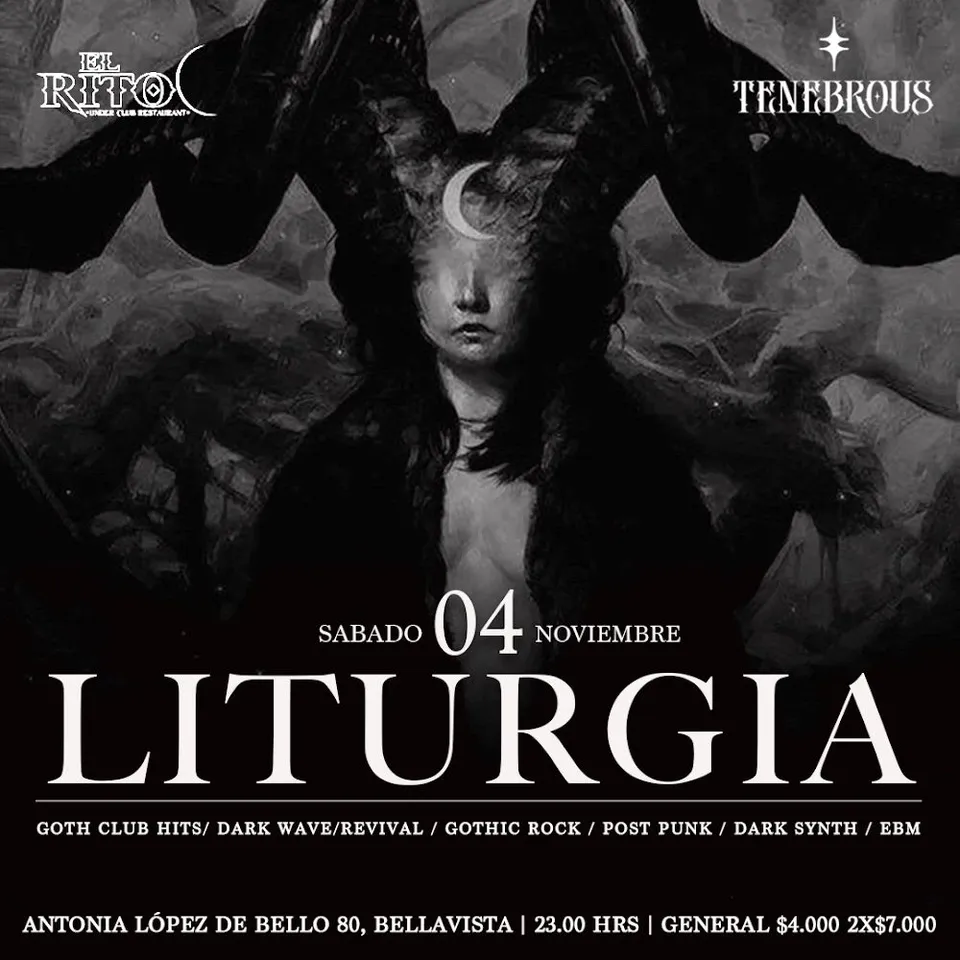 EL
RITO
•UNDER CLUB RESTAURANT•
TENEBROUS
SABADO 04 NOVIEMBRE
LITURGIA
GOTH CLUB HITS/ DARK WAVE/REVIVAL / GOTHIC ROCK / POST PUNK / DARK SYNTH / EBM
ANTONIA LÓPEZ DE BELLO 80, BELLAVISTA | 23.00 HRS | GENERAL $4.000 2X$7.000